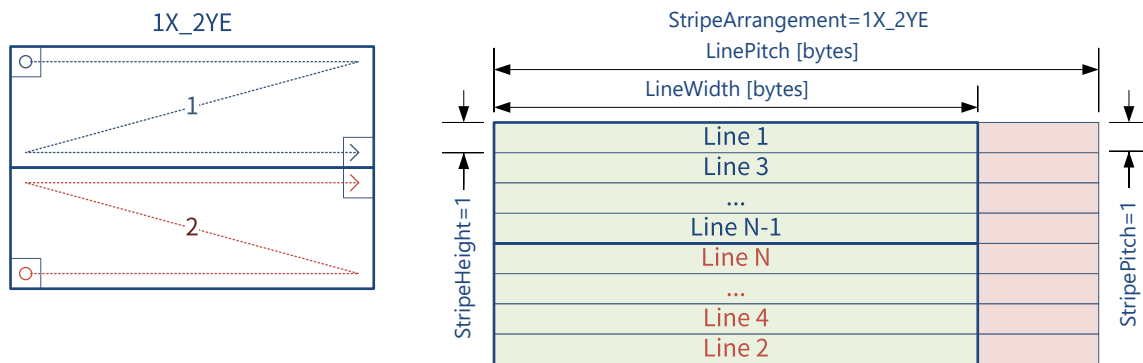 1X_2YE
1
2
StripeArrangement=1X_2YE
LinePitch [bytes]
LineWidth [bytes]
StripeHeight=1
Line 1
Line 3
...
Line N-1
Line N
...
Line 4
Line 2
StripePitch=1